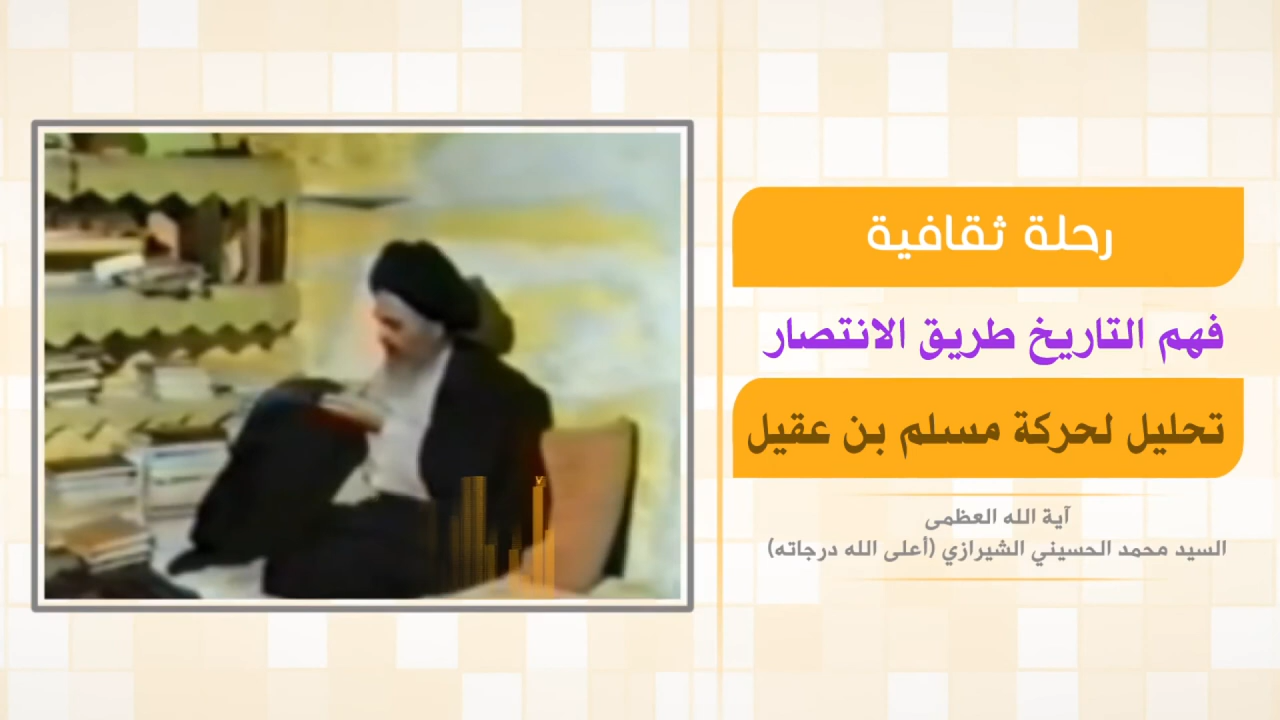 رحلة ثقافية
فهم التاريخ طريق الانتصار
تحليل لحركة مسلم بن عقيل
آية الله العظمى
السيد محمد الحسيني الشيرازي (أعلى الله درجاته)